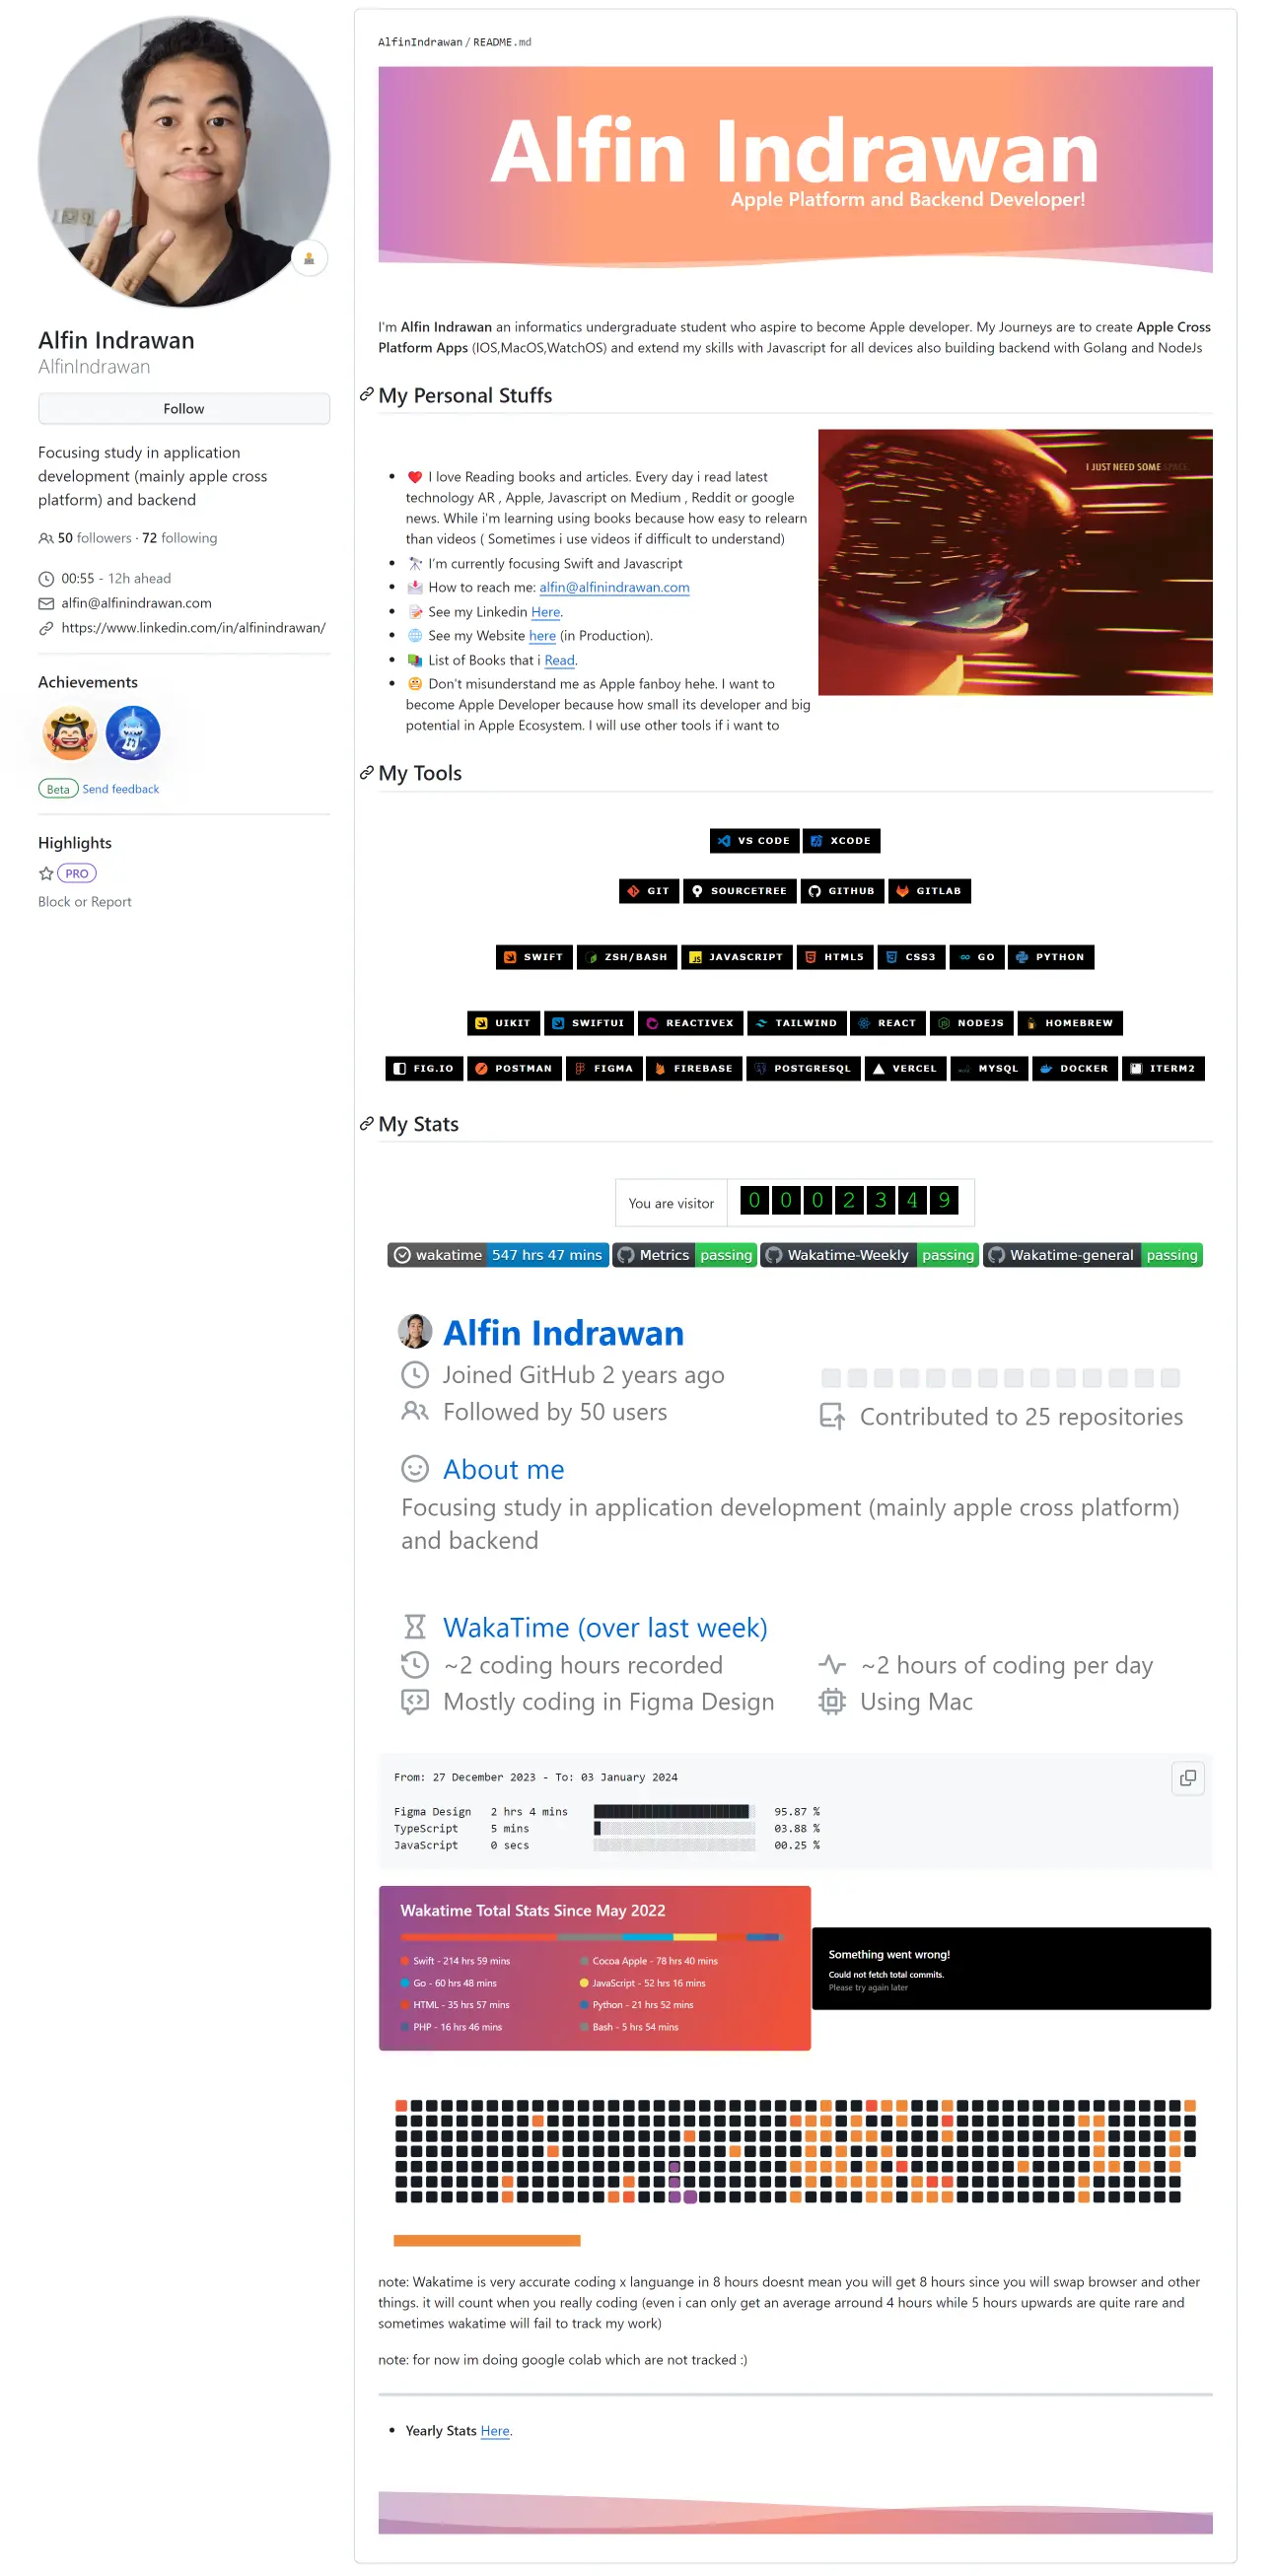 Alfin Indrawan
AlfinIndrawan
Follow
Focusing study in application
development (mainly apple cross
platform) and backend
50 followers · 72 following
00:55 - 12h ahead
alfin@alfinindrawan.com
https://www.linkedin.com/in/alfinindrawan/
Achievements
Beta Send feedback
Highlights
PRO
Block or Report
AlfinIndrawan / README.md
Alfin Indrawan
Apple Platform and Backend Developer!
I'm Alfin Indrawan an informatics undergraduate student who aspire to become Apple developer. My Journeys are to create Apple Cross
Platform Apps (IOS,MacOS,WatchOS) and extend my skills with Javascript for all devices also building backend with Golang and NodeJs
My Personal Stuffs
❤️ I love Reading books and articles. Every day i read latest
technology AR , Apple, Javascript on Medium , Reddit or google
news. While i'm learning using books because how easy to relearn
than videos ( Sometimes i use videos if difficult to understand)
🔭 I'm currently focusing Swift and Javascript
📩 How to reach me: alfin@alfinindrawan.com
📝 See my Linkedin Here.
🌐 See my Website here (in Production).
📚 List of Books that i Read.
😬 Don't misunderstand me as Apple fanboy hehe. I want to
become Apple Developer because how small its developer and big
potential in Apple Ecosystem. I will use other tools if i want to
I JUST NEED SOME SPACE
My Tools
VS CODE XCODE
GIT SOURCETREE GITHUB GITLAB
SWIFT ZSH/BASH JAVASCRIPT HTML5 CSS3 GO PYTHON
UIKIT SWIFTUI REACTIVEX TAILWIND REACT NODEJS HOMEBREW
FIG.IO POSTMAN FIGMA FIREBASE POSTGRESQL VERCEL MYSQL DOCKER ITERM2
My Stats
You are visitor 0 0 0 2 3 4 9
wakatime 547 hrs 47 mins Metrics passing Wakatime-Weekly passing Wakatime-general passing
Alfin Indrawan
Joined GitHub 2 years ago
Followed by 50 users
Contributed to 25 repositories
About me
Focusing study in application development (mainly apple cross platform)
and backend
WakaTime (over last week)
~2 coding hours recorded ~2 hours of coding per day
Mostly coding in Figma Design Using Mac
From: 27 December 2023 - To: 03 January 2024
Figma Design 2 hrs 4 mins 95.87 %
TypeScript 5 mins 03.88 %
JavaScript 0 secs 00.25 %
Wakatime Total Stats Since May 2022
Swift - 214 hrs 59 mins Cocoa Apple - 78 hrs 40 mins
Go - 60 hrs 48 mins JavaScript - 52 hrs 16 mins
HTML - 35 hrs 57 mins Python - 21 hrs 52 mins
PHP - 16 hrs 46 mins Bash - 5 hrs 54 mins
Something went wrong!
Could not fetch total commits.
Please try again later
note: Wakatime is very accurate coding x languange in 8 hours doesnt mean you will get 8 hours since you will swap browser and other
things. it will count when you really coding (even i can only get an average arround 4 hours while 5 hours upwards are quite rare and
sometimes wakatime will fail to track my work)
note: for now im doing google colab which are not tracked :)
Yearly Stats Here.